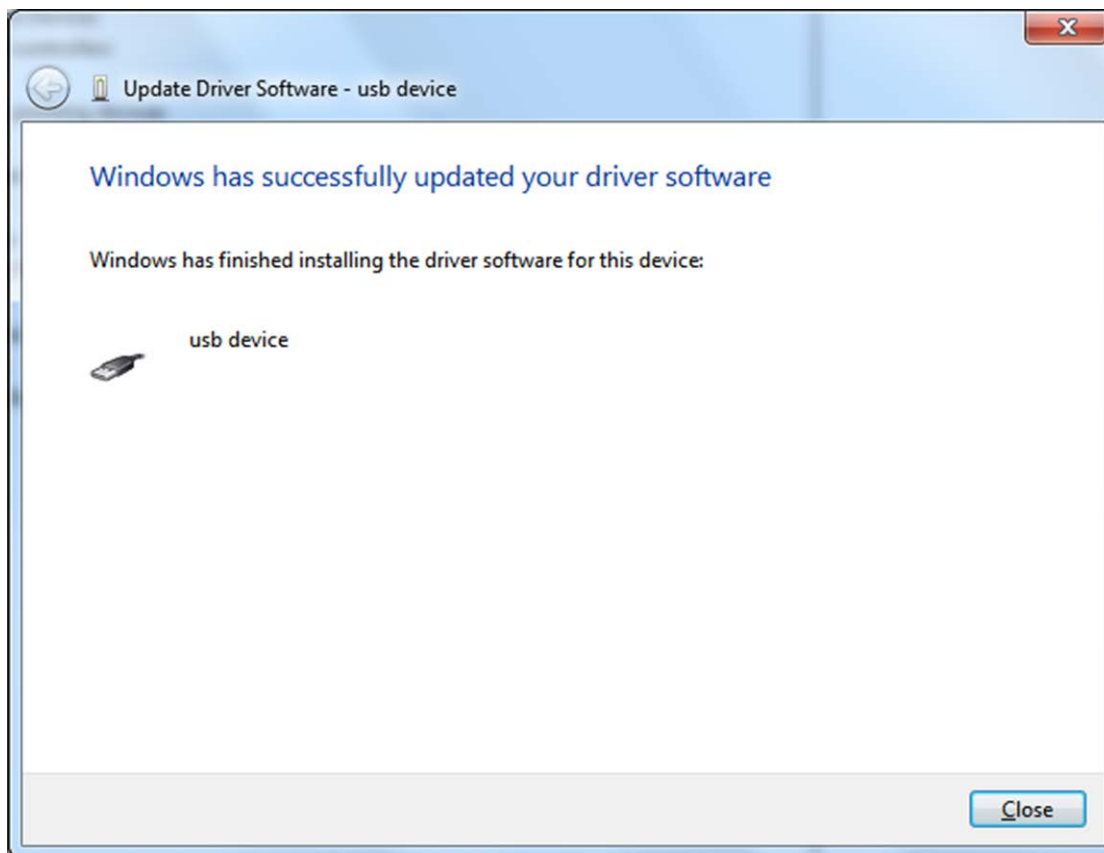 Update Driver Software - usb device
Windows has successfully updated your driver software
Windows has finished installing the driver software for this device:
usb device
Close